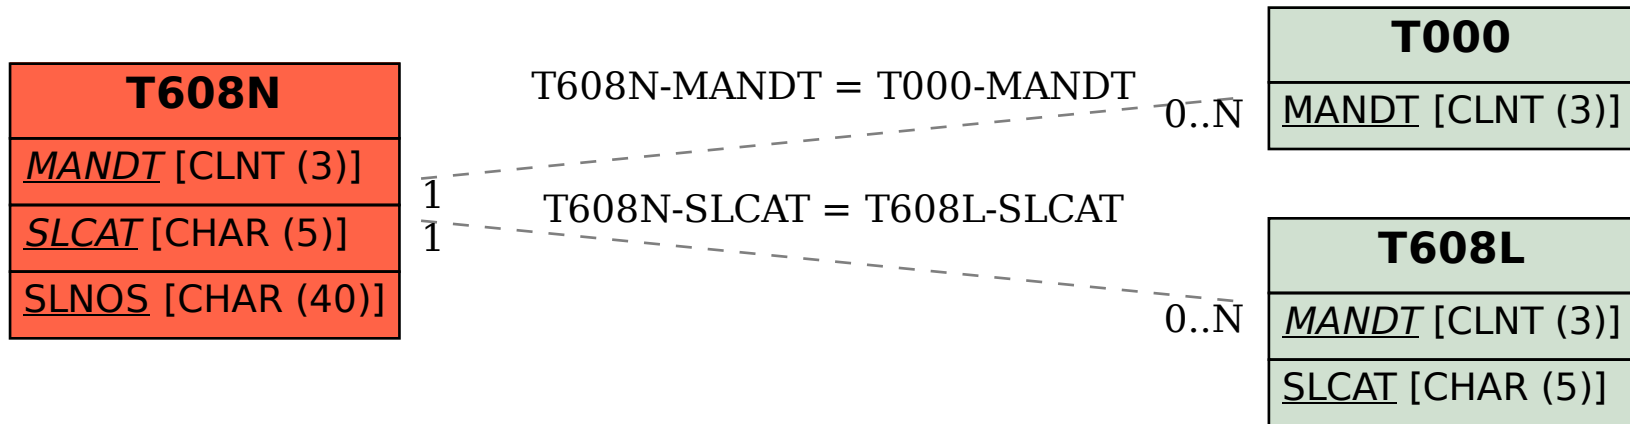 T608N
MANDT [CLNT (3)]
SLCAT [CHAR (5)]
SLNOS [CHAR (40)]
T608N-MANDT = T000-MANDT
0..N
1
T608N-SLCAT = T608L-SLCAT
1
0..N
T000
MANDT [CLNT (3)]
T608L
MANDT [CLNT (3)]
SLCAT [CHAR (5)]